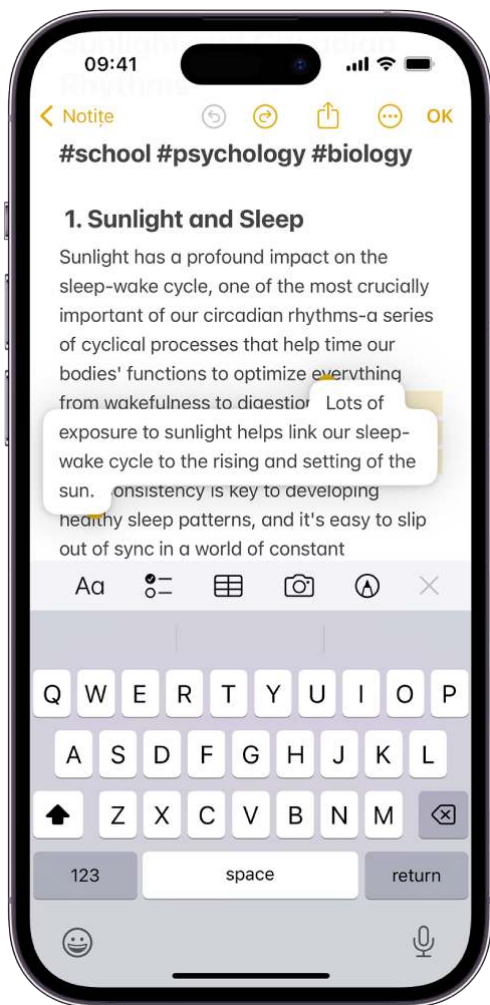 Sunlight and Circadian
Rhythms
09:41
Notițe
OK
#school #psychology #biology
1. Sunlight and Sleep
Sunlight has a profound impact on the
sleep-wake cycle, one of the most crucially
important of our circadian rhythms-a series
of cyclical processes that help time our
bodies' functions to optimize everything
from wakefulness to digestion Lots of
exposure to sunlight helps link our sleep-
wake cycle to the rising and setting of the
sun. onsistency is key to developing
healthy sleep patterns, and it's easy to slip
out of sync in a world of constant
Aa
Q W E R T Y U I O P
A S D F G H J K L
Z X C V B N M
123 space return